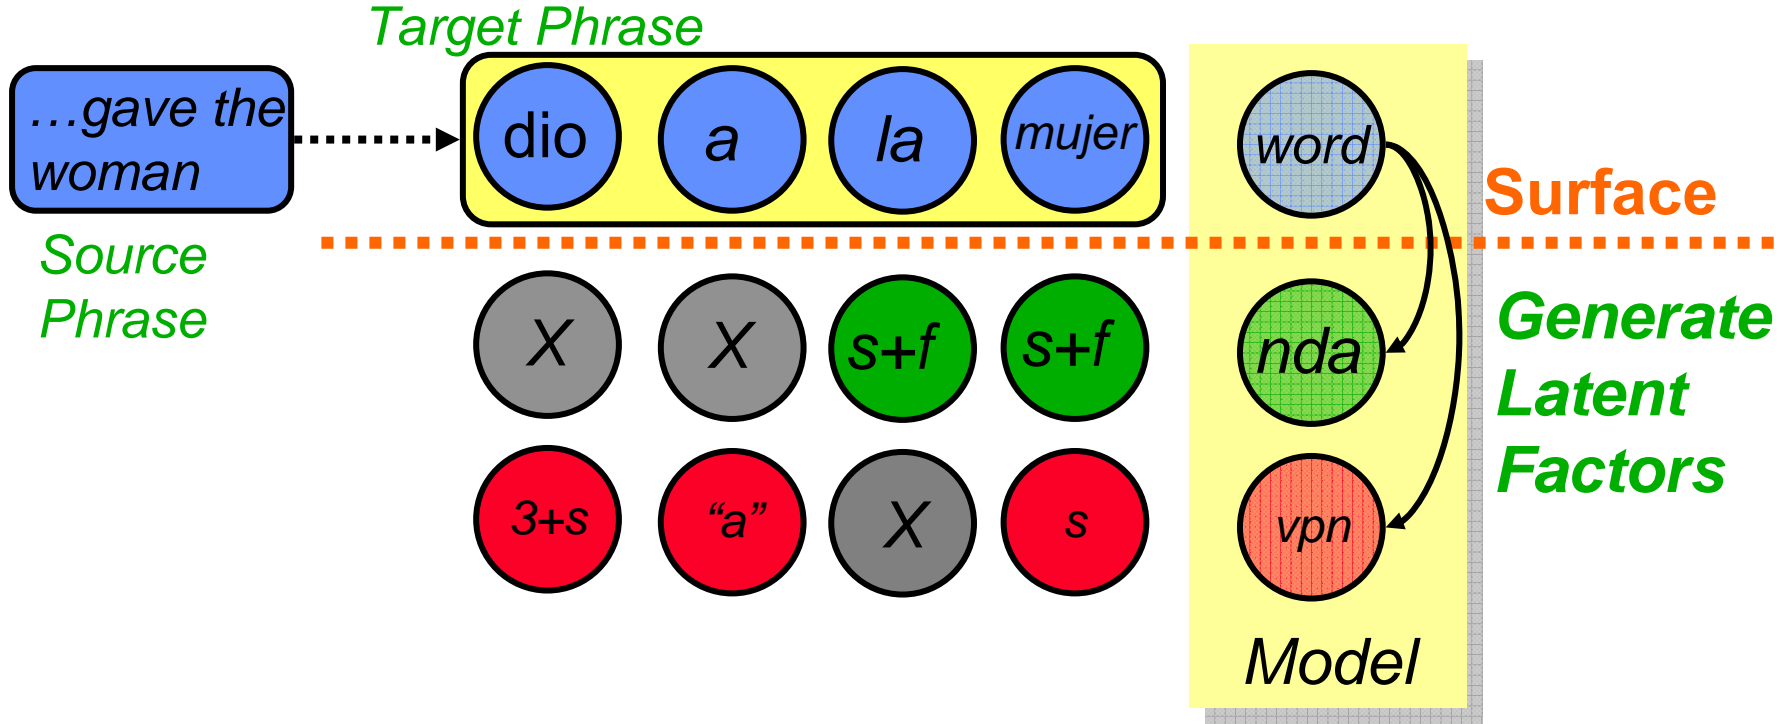 Target Phrase
…gave the
woman
dio a la mujer word
Surface
Source
Phrase
X X s+f s+f nda
Generate
Latent
Factors
3+s “a” X s vpn
Model